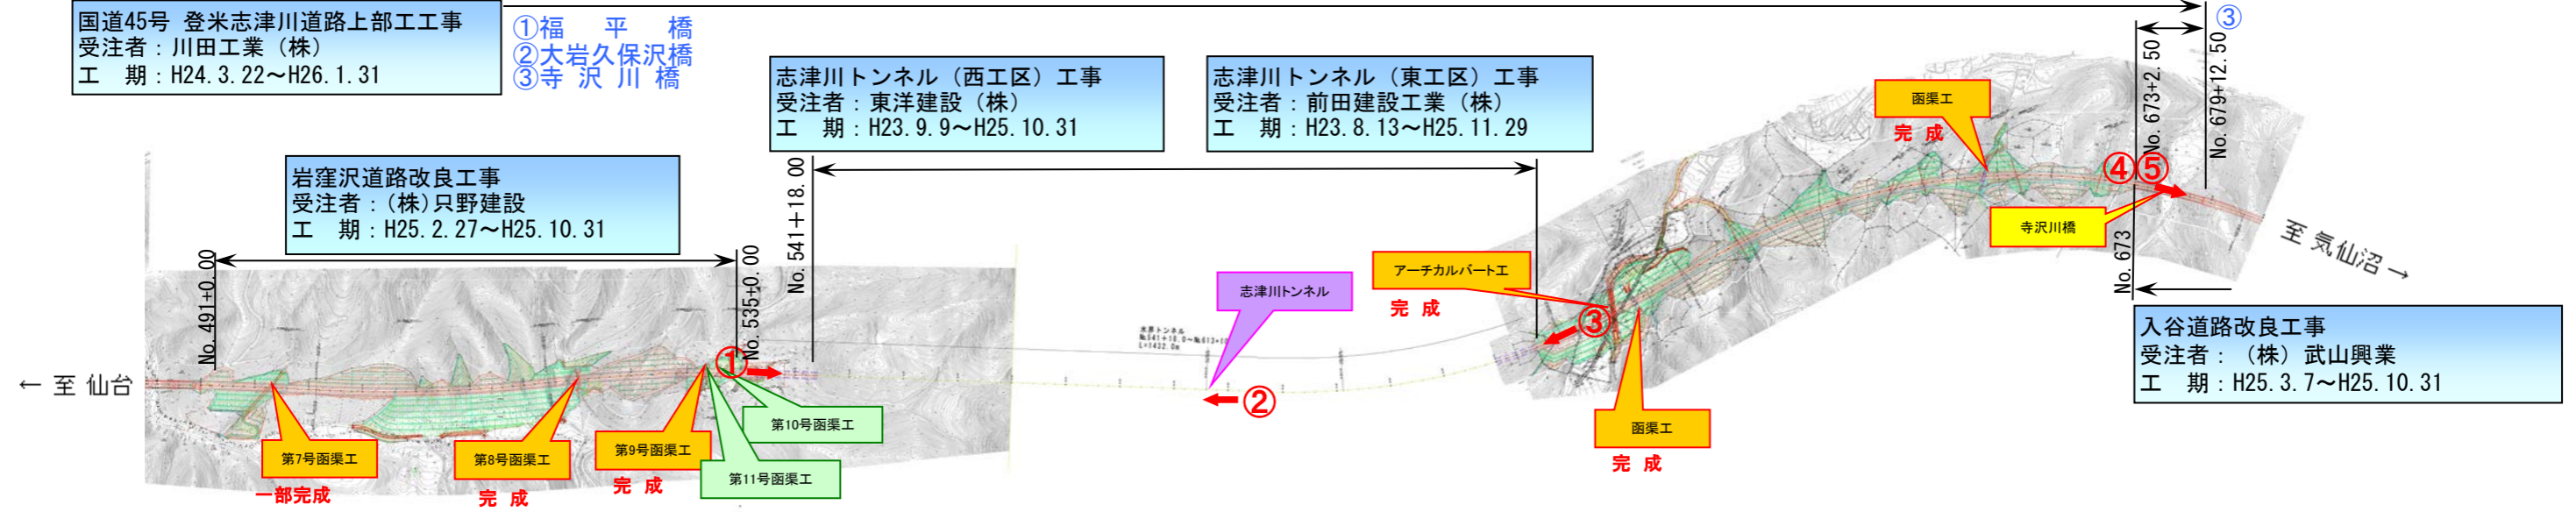 国道45号 登米志津川道路上部工工事
受注者：川田工業（株）
工　期：H24.3.22～H26.1.31
①福　平　橋
②大岩久保沢橋
③寺 沢 川 橋
志津川トンネル（西工区）工事
受注者：東洋建設（株）
工　期：H23.9.9～H25.10.31
志津川トンネル（東工区）工事
受注者：前田建設工業（株）
工　期：H23.8.13～H25.11.29
③
No.673+2.50
No.679+12.50
函渠工
完 成
④⑤
寺沢川橋
No.673
至 気仙沼→
岩窪沢道路改良工事
受注者：(株)只野建設
工　期：H25.2.27～H25.10.31
No.491+0.00
No.535+0.00
No.541＋18.00
←至 仙台
①
第7号函渠工
一部完成
第8号函渠工
完 成
第9号函渠工
完 成
第10号函渠工
第11号函渠工
志津川トンネル
L=1432.0m
②
アーチカルバート工
完 成
③
函渠工
完 成
入谷道路改良工事
受注者：（株）武山興業
工　期：H25.3.7～H25.10.31